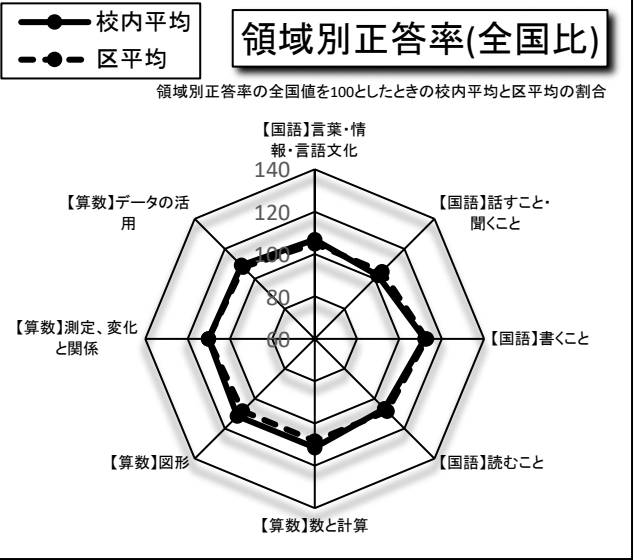 校内平均
区平均
領域別正答率(全国比)
領域別正答率の全国値を100としたときの校内平均と区平均の割合
【国語】言葉・情
報・言語文化
【国語】話すこと・
聞くこと
【国語】書くこと
【国語】読むこと
【算数】数と計算
【算数】図形
【算数】測定、変化
と関係
【算数】データの活
用
140
120
100
80
60